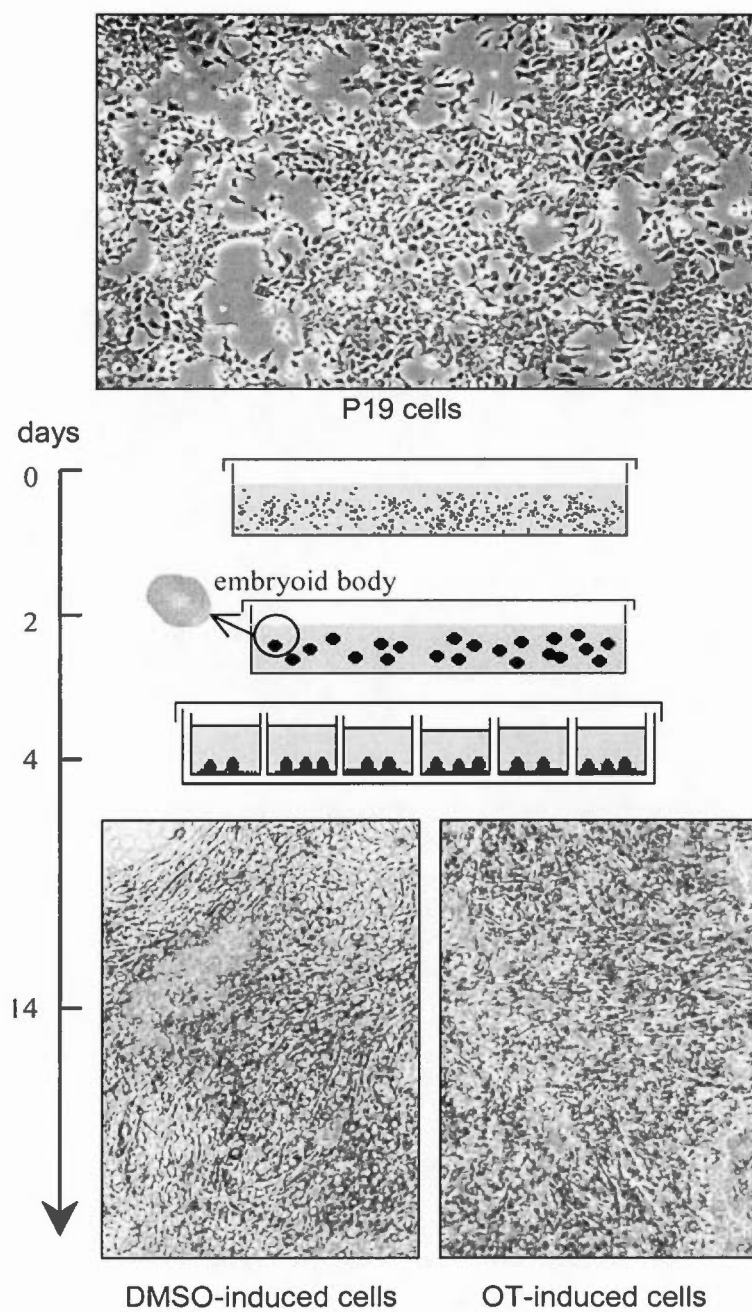 P19 cells
days
0
embryoid body
2
4
14
DMSO-induced cells
OT-induced cells